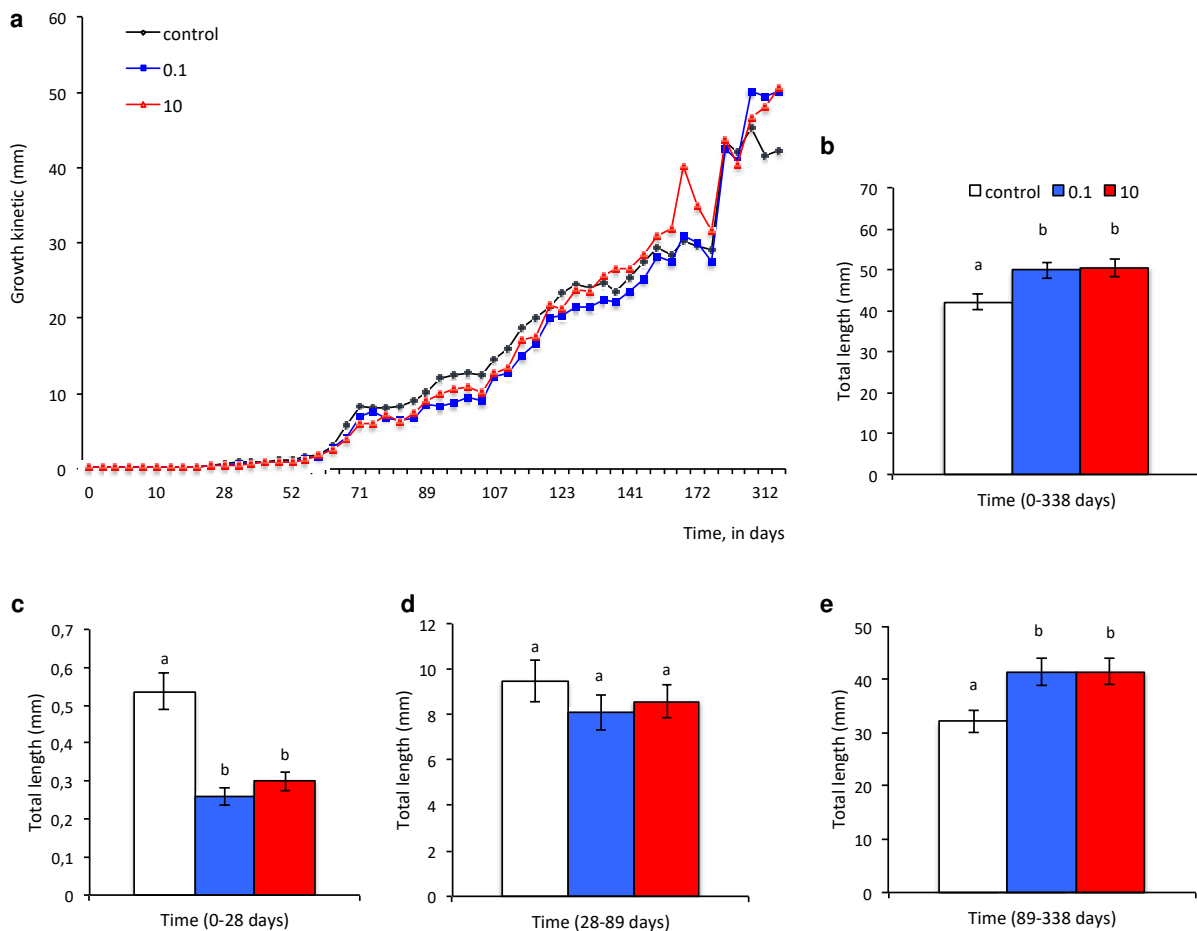 a
60
50
40
30
20
10
0
Growth kinetic (mm)
control
0.1
10
0 10 28 52 71 89 107 123 141 172 312
Time, in days
b
70
60
50
40
30
20
10
0
Total length (mm)
control 0.1 10
a b b
Time (0-338 days)
c
0,7
0,6
0,5
0,4
0,3
0,2
0,1
0
Total length (mm)
a b b
Time (0-28 days)
d
12
10
8
6
4
2
0
Total length (mm)
a a a
Time (28-89 days)
e
50
40
30
20
10
0
Total length (mm)
a b b
Time (89-338 days)